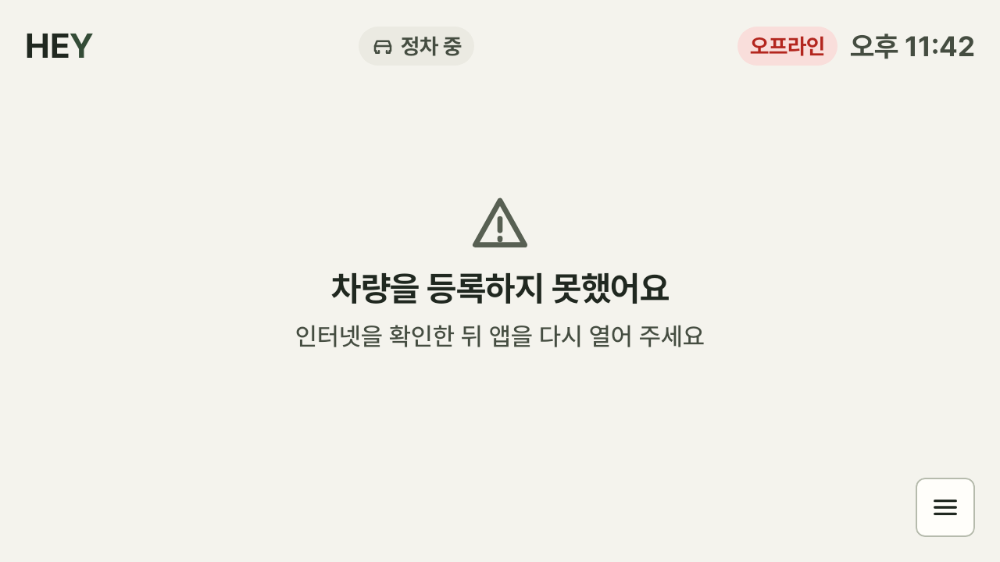 HEY
정차 중
오프라인
오후 11:42
차량을 등록하지 못했어요
인터넷을 확인한 뒤 앱을 다시 열어 주세요